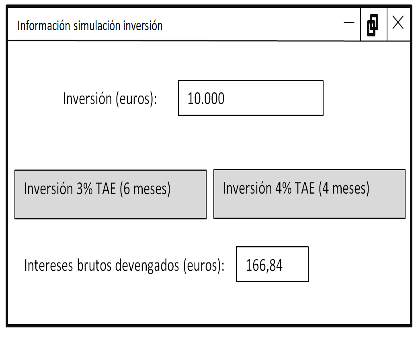 Información simulación inversión
Inversión (euros): 10.000
Inversión 3% TAE (6 meses) Inversión 4% TAE (4 meses)
Intereses brutos devengados (euros): 166,84